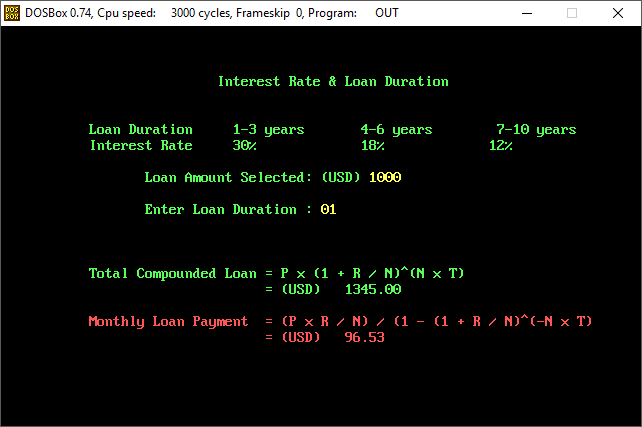 DOSBox 0.74, Cpu speed: 3000 cycles, Frameskip 0, Program: OUT
Interest Rate & Loan Duration
Loan Duration 1-3 years 4-6 years 7-10 years
Interest Rate 30% 18% 12%
Loan Amount Selected: (USD) 1000
Enter Loan Duration : 01
Total Compounded Loan = P x (1 + R / N)^(N x T)
= (USD) 1345.00
Monthly Loan Payment = (P x R / N) / (1 - (1 + R / N)^(-N x T)
= (USD) 96.53